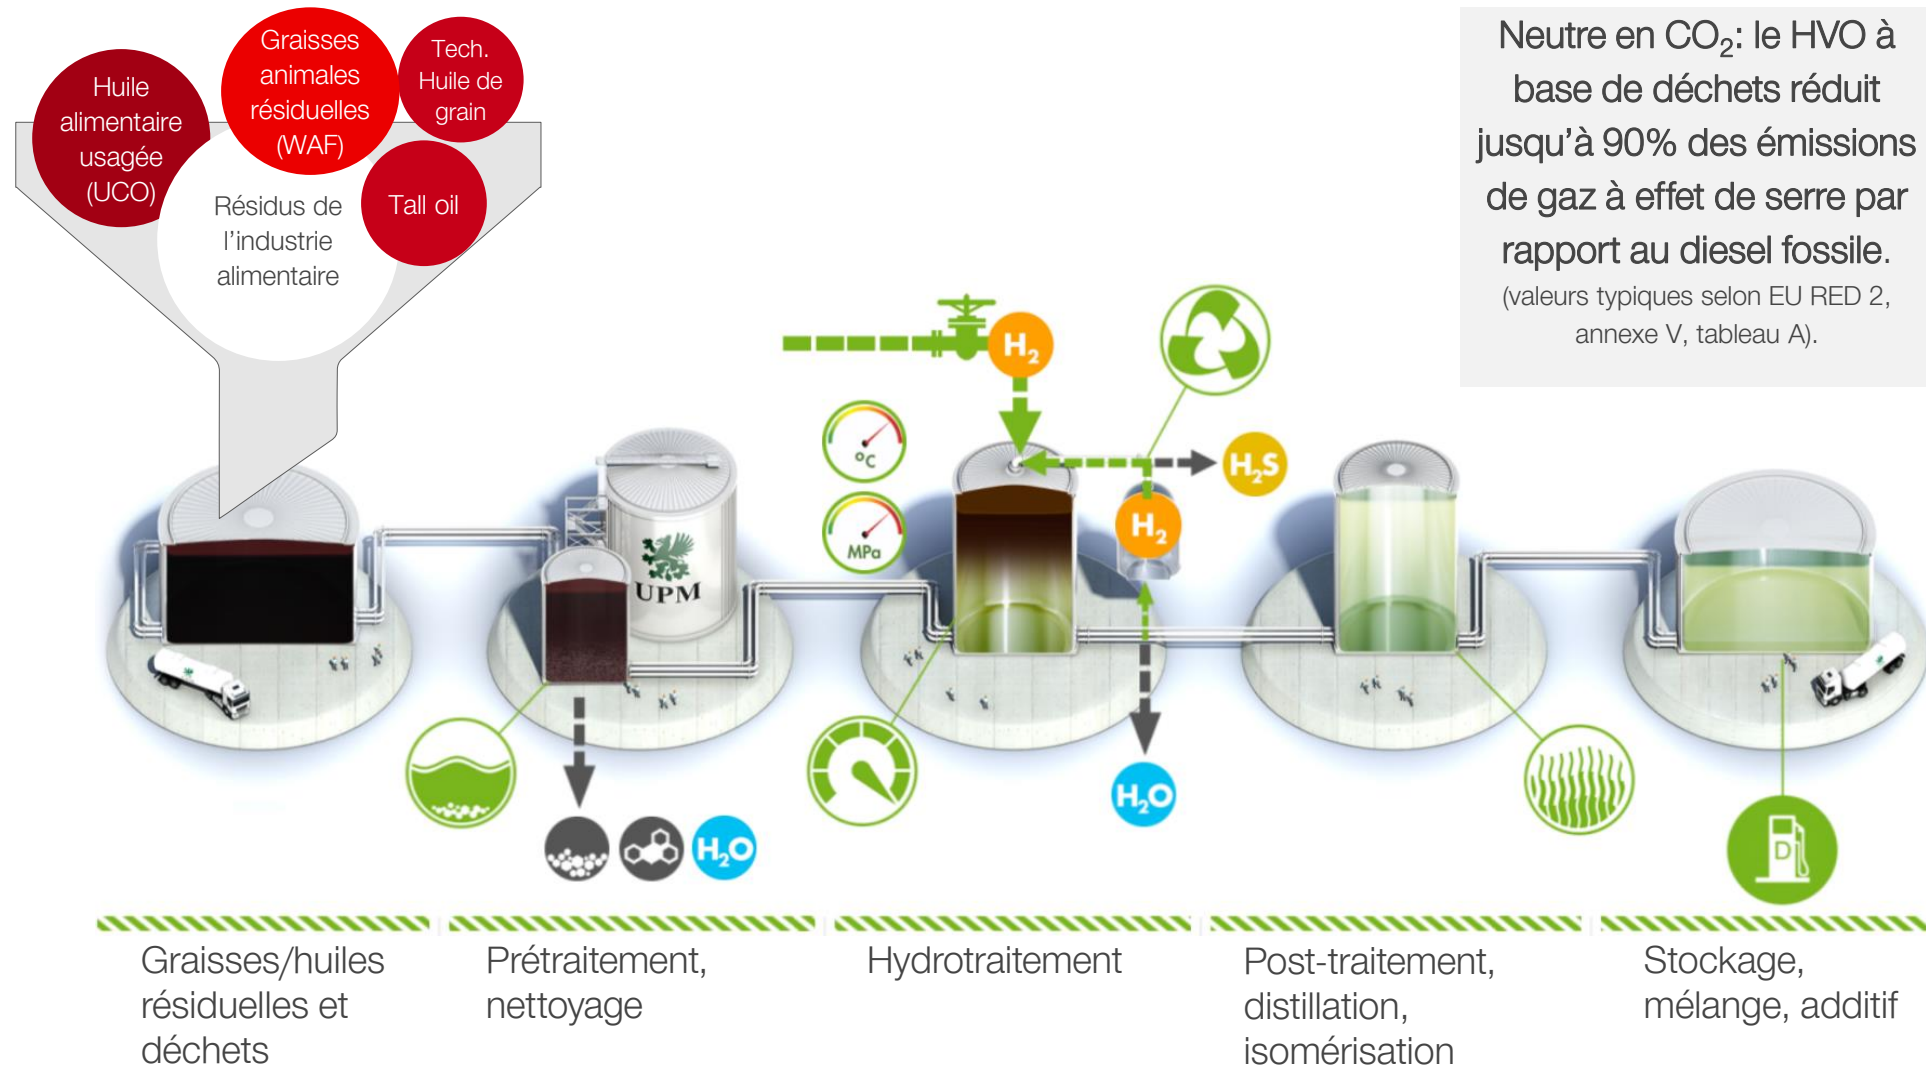 Huile
alimentaire
usagée
(UCO)
Graisses
animales
résiduelles
(WAF)
Tech.
Huile de
grain
Tall oil
Résidus de
l'industrie
alimentaire
Neutre en CO₂: le HVO à
base de déchets réduit
jusqu'à 90% des émissions
de gaz à effet de serre par
rapport au diesel fossile.
(valeurs typiques selon EU RED 2,
annexe V, tableau A).
H₂
°C
MPa
H₂S
H₂
UPM
H₂O
H₂O
D
Graisses/huiles
résiduelles et
déchets
Prétraitement,
nettoyage
Hydrotraitement
Post-traitement,
distillation,
isomérisation
Stockage,
mélange, additif